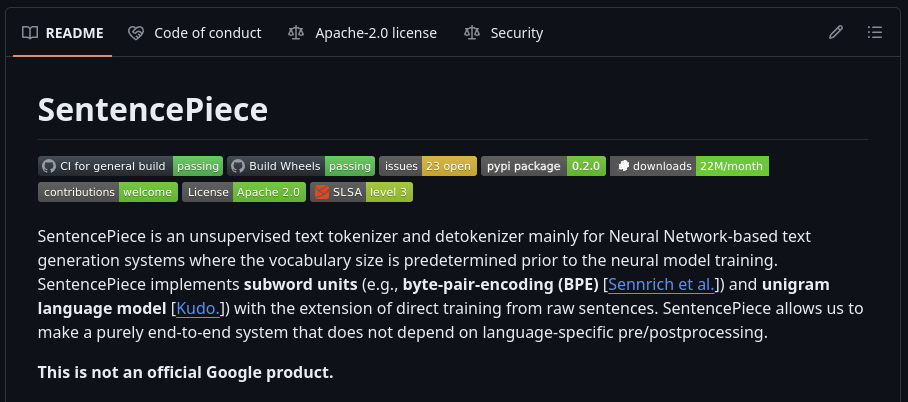 README Code of conduct Apache-2.0 license Security
SentencePiece
CI for general build passing Build Wheels passing issues 23 open pypi package 0.2.0 downloads 22M/month
contributions welcome License Apache 2.0 SLSA level 3
SentencePiece is an unsupervised text tokenizer and detokenizer mainly for Neural Network-based text
generation systems where the vocabulary size is predetermined prior to the neural model training.
SentencePiece implements subword units (e.g., byte-pair-encoding (BPE) [Sennrich et al.]) and unigram
language model [Kudo.]) with the extension of direct training from raw sentences. SentencePiece allows us to
make a purely end-to-end system that does not depend on language-specific pre/postprocessing.
This is not an official Google product.